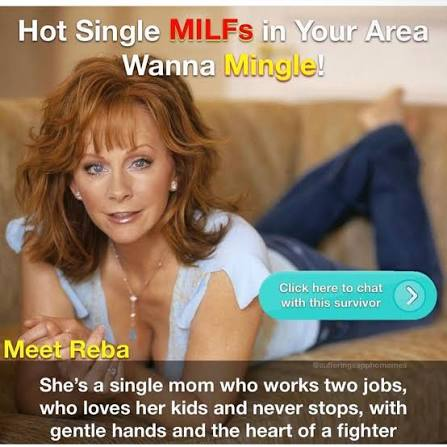 Hot Single MILFs in Your Area
Wanna Mingle!
Click here to chat
with this survivor
Meet Reba
@sufferingsapphomemes
She's a single mom who works two jobs,
who loves her kids and never stops, with
gentle hands and the heart of a fighter